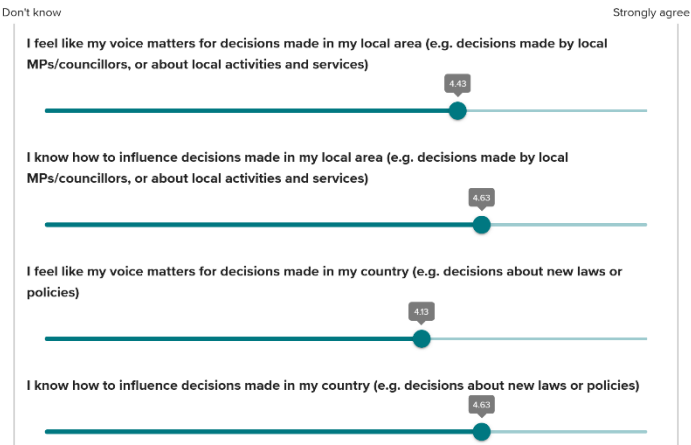 Don't know
Strongly agree
I feel like my voice matters for decisions made in my local area (e.g. decisions made by local
MPs/councillors, or about local activities and services)
4.43
I know how to influence decisions made in my local area (e.g. decisions made by local
MPs/councillors, or about local activities and services)
4.63
I feel like my voice matters for decisions made in my country (e.g. decisions about new laws or
policies)
4.13
I know how to influence decisions made in my country (e.g. decisions about new laws or policies)
4.63